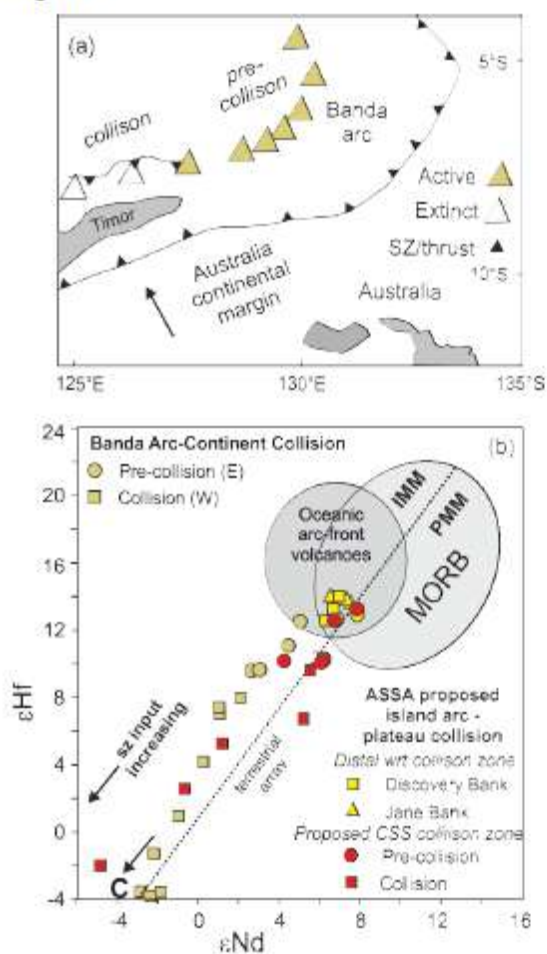 (a)
5°S
pre-
collison
collison
Banda
arc
Active
Extinct
SZ/thrust
Timor
10°S
Australia
continental
margin
Australia
125°E
130°E
135°S
24
(b)
Banda Arc-Continent Collision
Pre-collision (E)
Collision (W)
20
16
12
8
4
0
-4
εHf
IMM
PMM
Oceanic
arc-front
volcanoes
MORB
ASSA proposed
island arc -
plateau collision
Distal wrt collison zone
Discovery Bank
Jane Bank
Proposed CSS collison zone
Pre-collision
Collision
sz input
increasing
terrestrial
array
C
-4
0
4
8
12
16
εNd